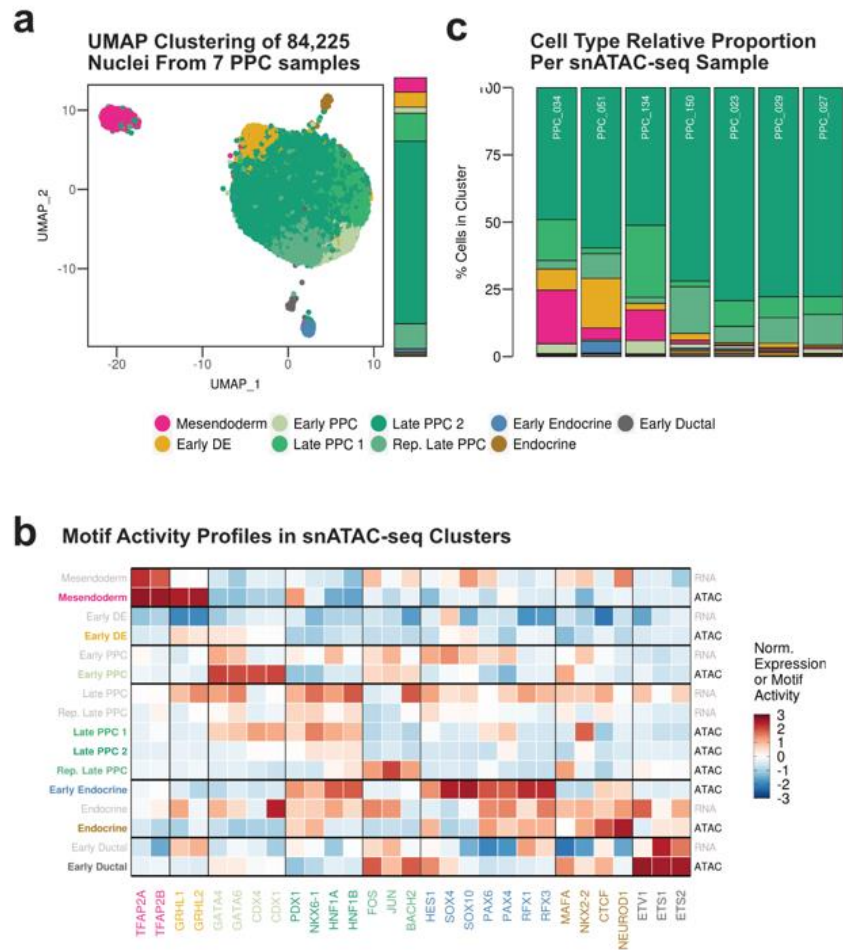 a
UMAP Clustering of 84,225
Nuclei From 7 PPC samples
10
0
-10
UMAP_2
-20
-10
0
10
UMAP_1
c
Cell Type Relative Proportion
Per snATAC-seq Sample
100
75
50
25
0
% Cells in Cluster
PPC_034
PPC_051
PPC_134
PPC_150
PPC_023
PPC_029
PPC_027
Mesendoderm
Early PPC
Late PPC 2
Early Endocrine
Early Ductal
Early DE
Late PPC 1
Rep. Late PPC
Endocrine
b
Motif Activity Profiles in snATAC-seq Clusters
Mesendoderm RNA
Mesendoderm ATAC
Early DE RNA
Early DE ATAC
Early PPC RNA
Early PPC ATAC
Late PPC RNA
Rep. Late PPC RNA
Late PPC 1 ATAC
Late PPC 2 ATAC
Rep. Late PPC ATAC
Early Endocrine ATAC
Endocrine RNA
Endocrine ATAC
Early Ductal RNA
Early Ductal ATAC
TFAP2A
TFAP2B
GRHL1
GRHL2
GATA4
GATA6
CDX4
CDX1
PDX1
NKX6-1
HNF1A
HNF1B
FOS
JUN
BACH2
HES1
SOX4
SOX10
PAX6
PAX4
RFX1
RFX3
MAFA
NKX2-2
CTCF
NEUROD1
ETV1
ETS1
ETS2
Norm.
Expression
or Motif
Activity
3
2
1
0
-1
-2
-3